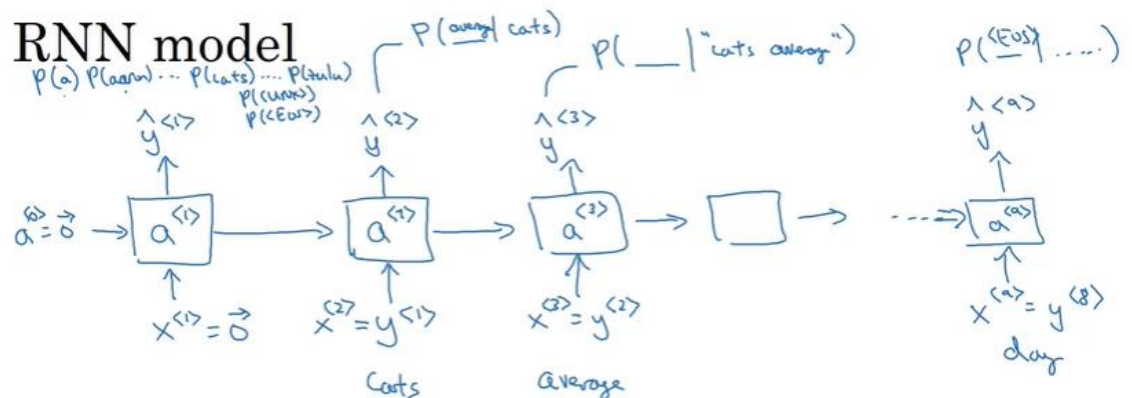 RNN model
P(average | cats)
P(___ | "cats average")
P(<EOS> | .....)
P(a) P(aaron) ... P(cats) .... P(zulu)
P(<UNK>)
P(<EOS>)
ŷ<1> ŷ<2> ŷ<3> ŷ<9>
a<0>=0⃗ a<1> a<2> a<3> a<9>
x<1>=0⃗ x<2>=y<1> x<3>=y<2> x<9>=y<8>
Cats average day